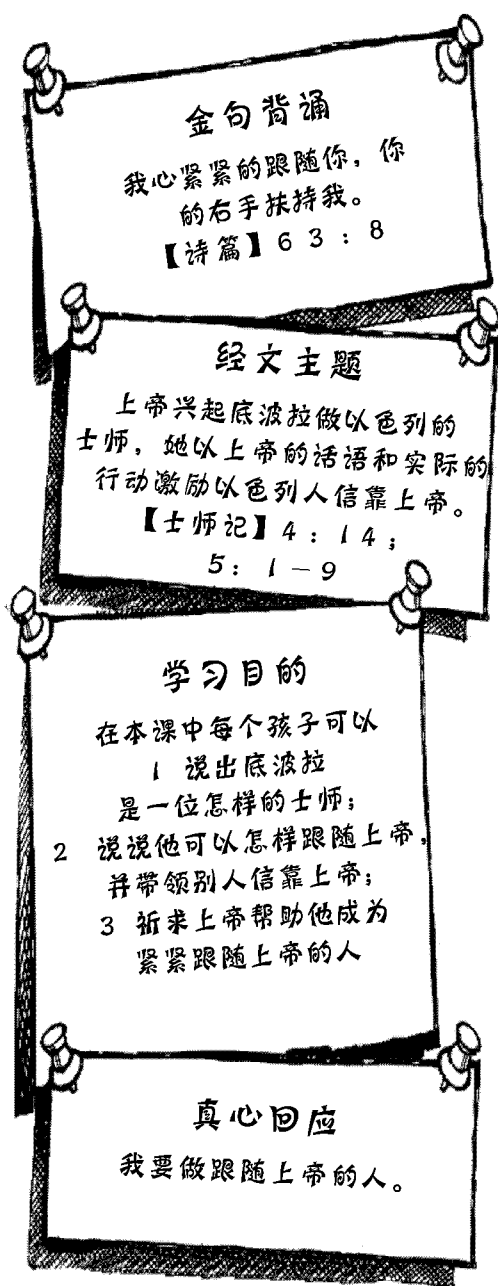 金句背诵
我心紧紧的跟随你，你
的右手扶持我。
【诗篇】63：8
经文主题
上帝兴起底波拉做以色列的
士师，她以上帝的话语和实际的
行动激励以色列人信靠上帝。
【士师记】4：14；
5：1－9
学习目的
在本课中每个孩子可以
1 说出底波拉
是一位怎样的士师；
2 说说他可以怎样跟随上帝，
并带领别人信靠上帝；
3 祈求上帝帮助他成为
紧紧跟随上帝的人
真心回应
我要做跟随上帝的人。